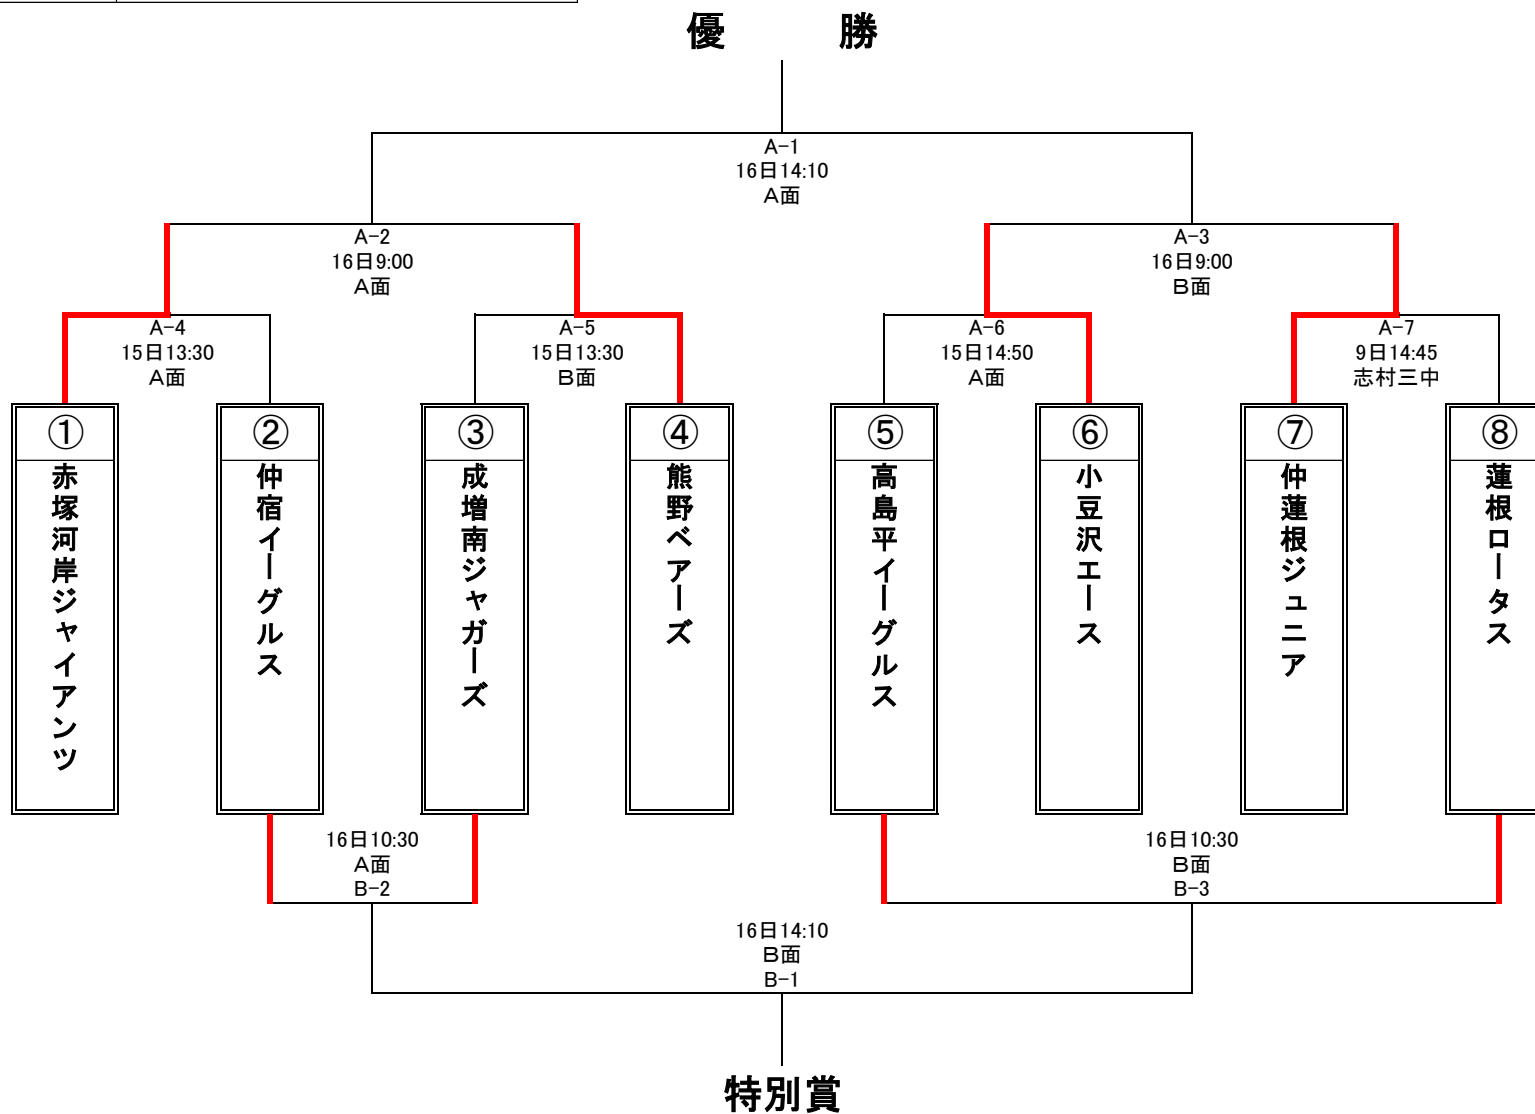 優 勝
A-1
16日14:10
A面
A-2
16日9:00
A面
A-3
16日9:00
B面
A-4
15日13:30
A面
A-5
15日13:30
B面
A-6
15日14:50
A面
A-7
9日14:45
志村三中
①
赤塚河岸ジャイアンツ
②
仲宿イーグルス
③
成増南ジャガーズ
④
熊野ベアーズ
⑤
高島平イーグルス
⑥
小豆沢エース
⑦
仲蓮根ジュニア
⑧
蓮根ロータス
16日10:30
A面
B-2
16日10:30
B面
B-3
16日14:10
B面
B-1
特別賞